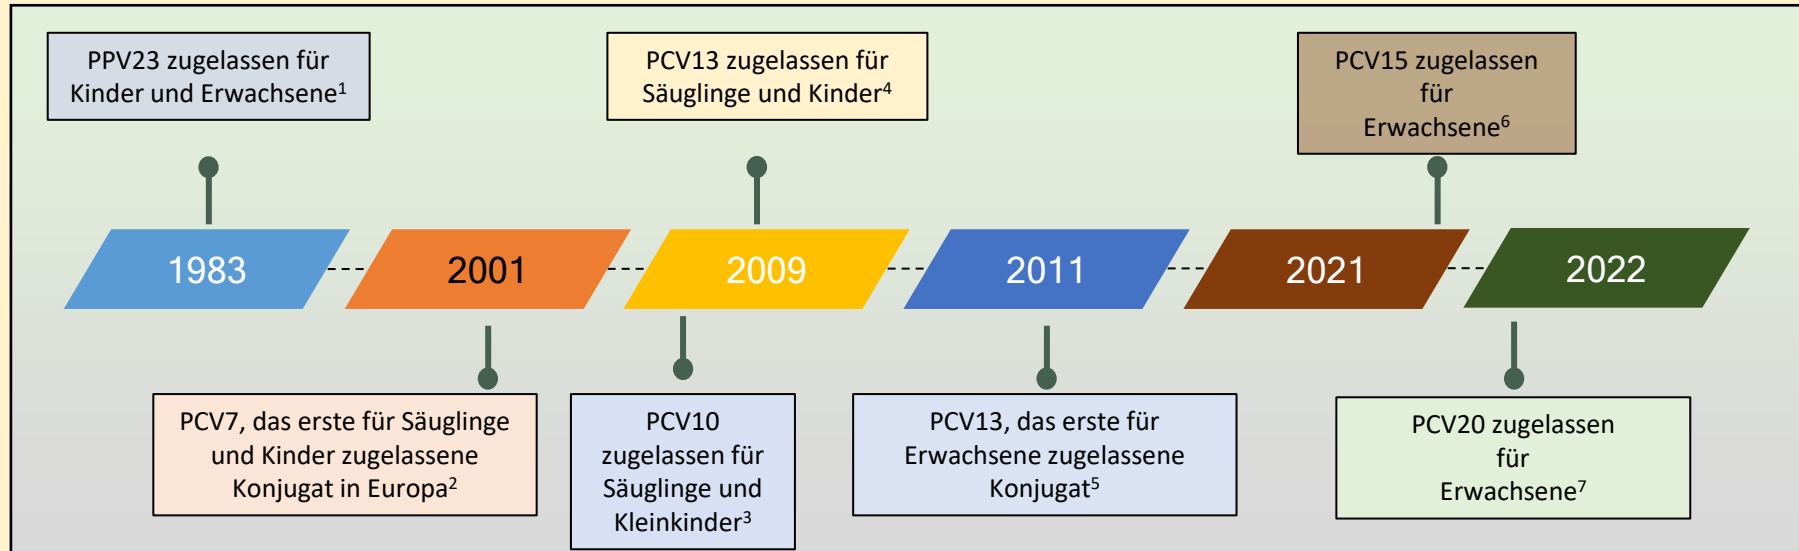 PPV23 zugelassen für
Kinder und Erwachsene¹
PCV13 zugelassen für
Säuglinge und Kinder⁴
PCV15 zugelassen
für
Erwachsene⁶
1983
2001
2009
2011
2021
2022
PCV7, das erste für Säuglinge
und Kinder zugelassene
Konjugat in Europa²
PCV10
zugelassen für
Säuglinge und
Kleinkinder³
PCV13, das erste für
Erwachsene zugelassene
Konjugat⁵
PCV20 zugelassen
für
Erwachsene⁷